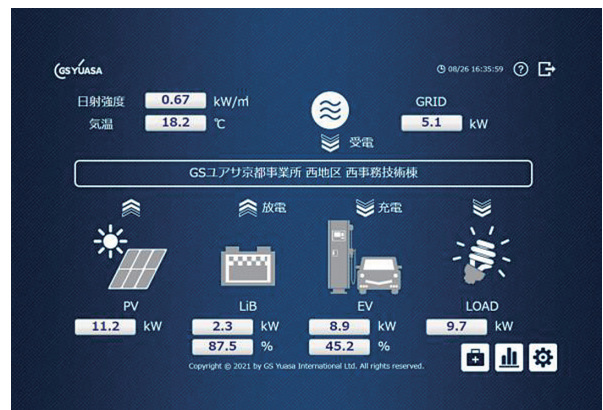 GS YUASA
08/26 16:35:59 ?
日射強度 0.67 kW/㎡
気温 18.2 ℃
GRID
5.1 kW
受電
GSユアサ京都事業所 西地区 西事務技術棟
放電
充電
PV
11.2 kW
LiB
2.3 kW
87.5 %
EV
8.9 kW
45.2 %
LOAD
9.7 kW
Copyright © 2021 by GS Yuasa International Ltd. All rights reserved.